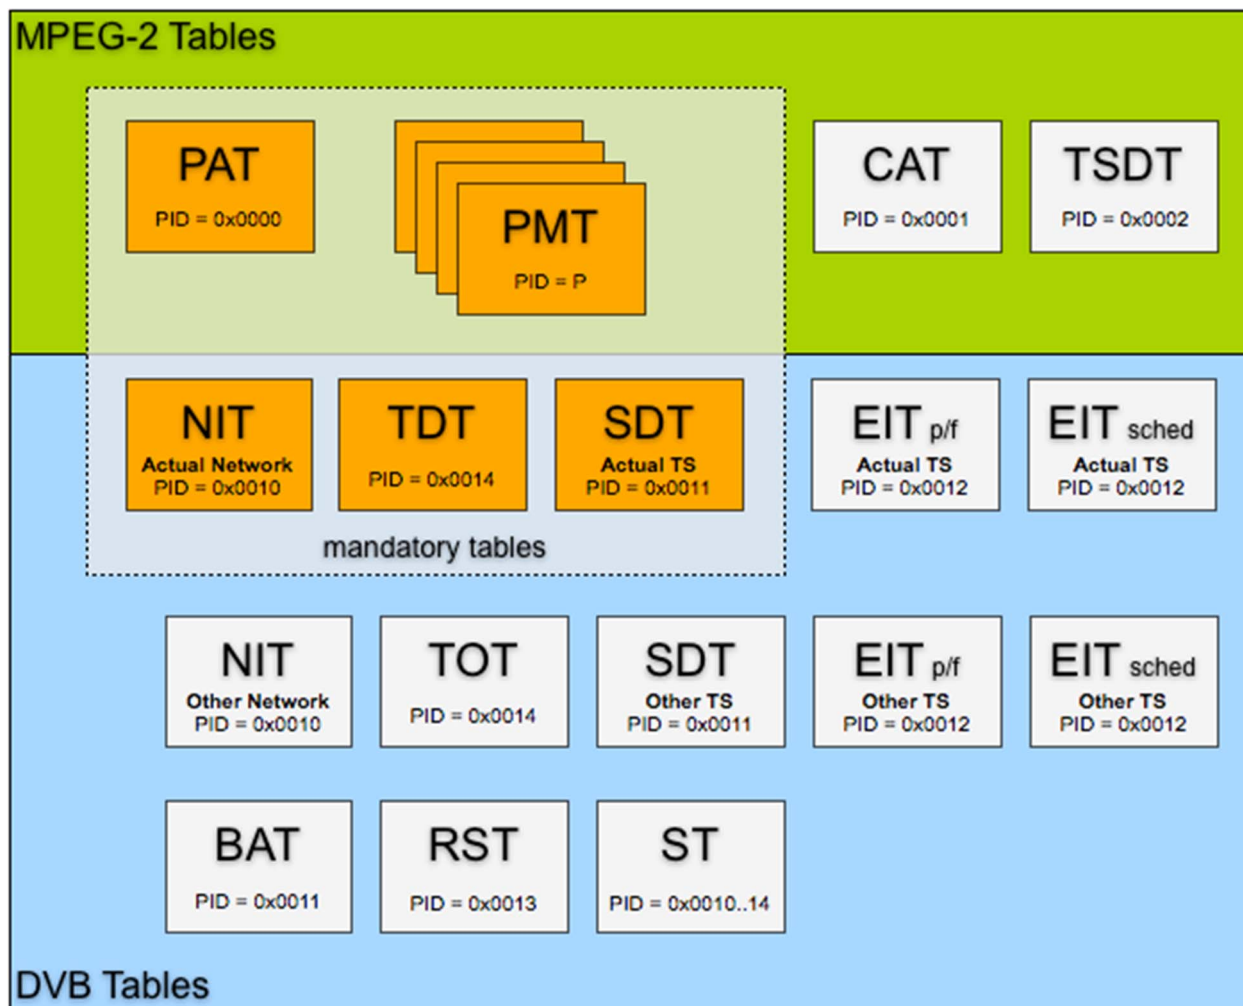 MPEG-2 Tables
PAT
PID = 0x0000
PMT
PID = P
CAT
PID = 0x0001
TSDT
PID = 0x0002
NIT
Actual Network
PID = 0x0010
TDT
PID = 0x0014
SDT
Actual TS
PID = 0x0011
EIT p/f
Actual TS
PID = 0x0012
EIT sched
Actual TS
PID = 0x0012
mandatory tables
NIT
Other Network
PID = 0x0010
TOT
PID = 0x0014
SDT
Other TS
PID = 0x0011
EIT p/f
Other TS
PID = 0x0012
EIT sched
Other TS
PID = 0x0012
BAT
PID = 0x0011
RST
PID = 0x0013
ST
PID = 0x0010..14
DVB Tables